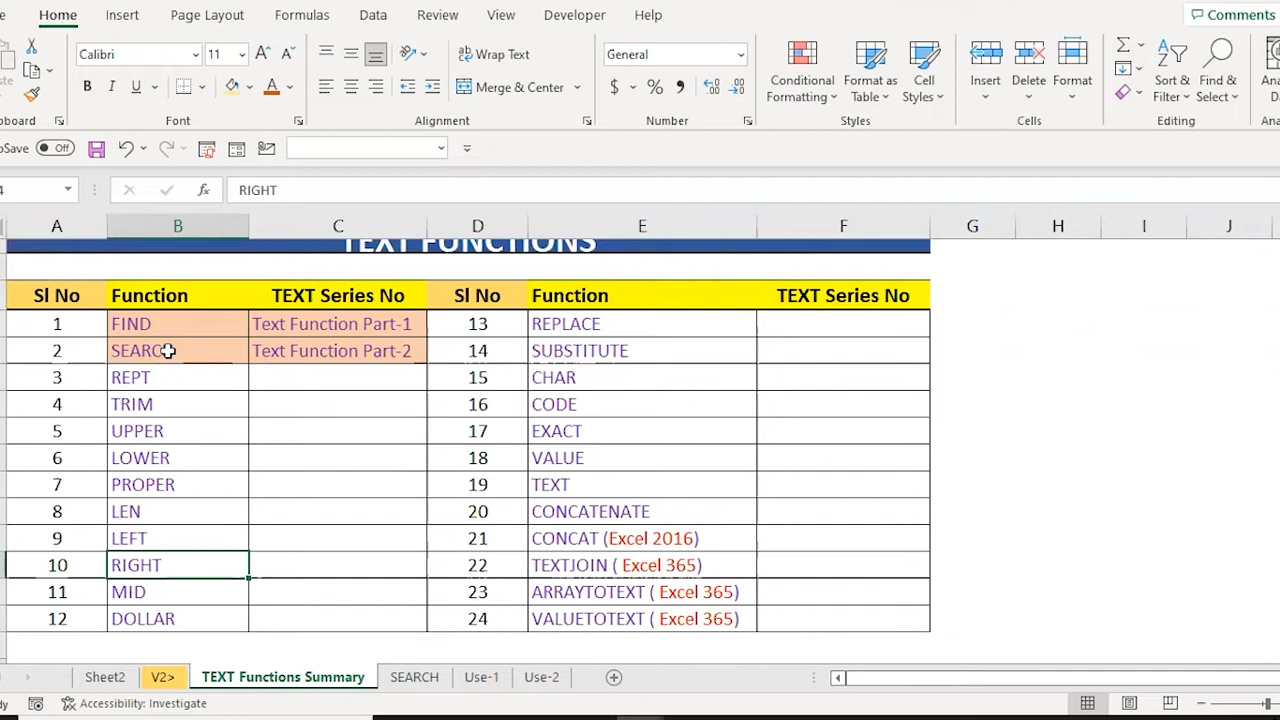 Home Insert Page Layout Formulas Data Review View Developer Help Comments
Calibri 11 Wrap Text General
B I U Merge & Center $ % Conditional Formatting Format as Table Cell Styles Insert Delete Format Sort & Filter Find & Select
Font Alignment Number Styles Cells Editing
Off
RIGHT
A B C D E F G H I J
TEXT FUNCTIONS
Sl No Function TEXT Series No Sl No Function TEXT Series No
1 FIND Text Function Part-1 13 REPLACE
2 SEARCH Text Function Part-2 14 SUBSTITUTE
3 REPT 15 CHAR
4 TRIM 16 CODE
5 UPPER 17 EXACT
6 LOWER 18 VALUE
7 PROPER 19 TEXT
8 LEN 20 CONCATENATE
9 LEFT 21 CONCAT (Excel 2016)
10 RIGHT 22 TEXTJOIN ( Excel 365)
11 MID 23 ARRAYTOTEXT ( Excel 365)
12 DOLLAR 24 VALUETOTEXT ( Excel 365)
Sheet2 V2> TEXT Functions Summary SEARCH Use-1 Use-2
Accessibility: Investigate